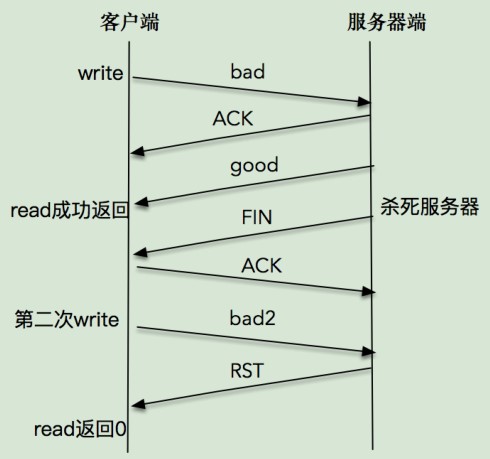 客户端 服务器端
write bad
ACK
good
read成功返回
杀死服务器
FIN
ACK
第二次write bad2
RST
read返回0